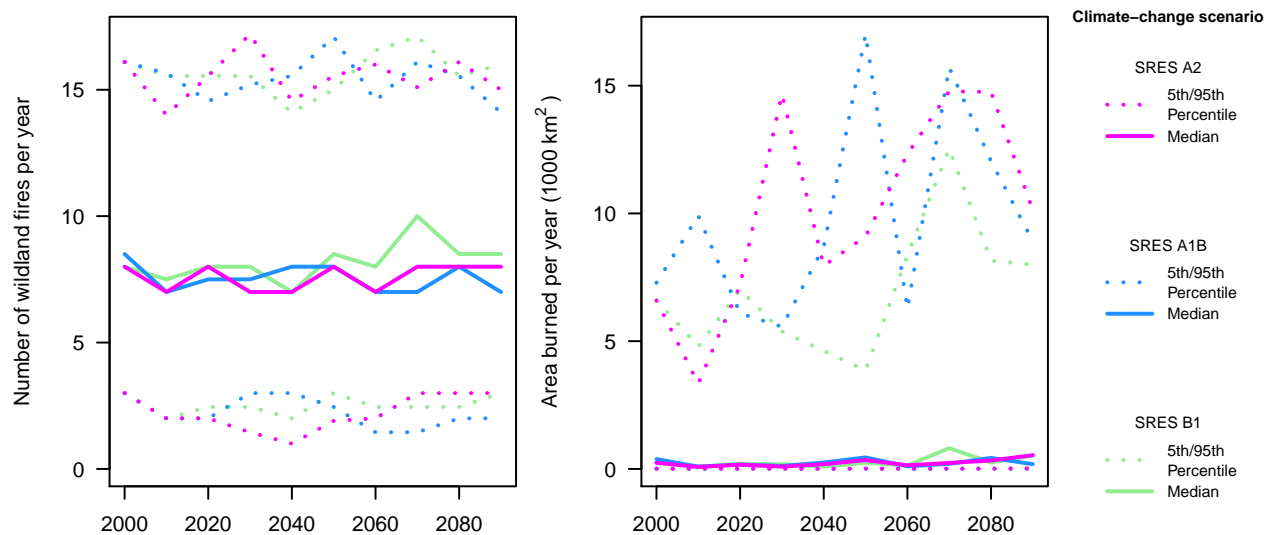 Number of wildland fires per year
15
10
5
0
2000 2020 2040 2060 2080
Area burned per year (1000 km²)
15
10
5
0
2000 2020 2040 2060 2080
Climate–change scenario
SRES A2
5th/95th
Percentile
Median
SRES A1B
5th/95th
Percentile
Median
SRES B1
5th/95th
Percentile
Median